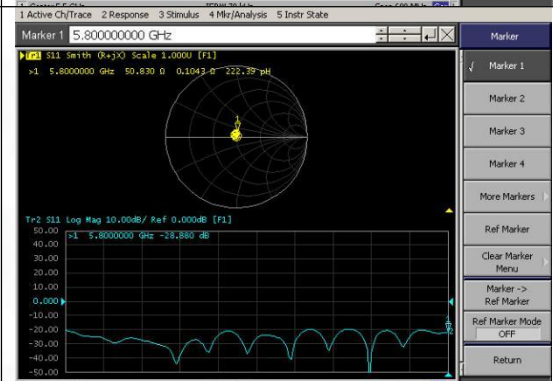 1 Active Ch/Trace 2 Response 3 Stimulus 4 Mkr/Analysis 5 Instr State
Marker 1 5.800000000 GHz
Marker
Tr1 S11 Smith (R+jX) Scale 1.000U [F1]
>1 5.8000000 GHz 50.830 Ω 0.1043 Ω 222.39 pH
1
Marker 1
Marker 2
Marker 3
Marker 4
More Markers
Ref Marker
Clear Marker
Menu
Marker ->
Ref Marker
Ref Marker Mode
OFF
Return
Tr2 S11 Log Mag 10.00dB/ Ref 0.000dB [F1]
>1 5.8000000 GHz -28.880 dB
50.00
40.00
30.00
20.00
10.00
0.000
-10.00
-20.00
-30.00
-40.00
-50.00